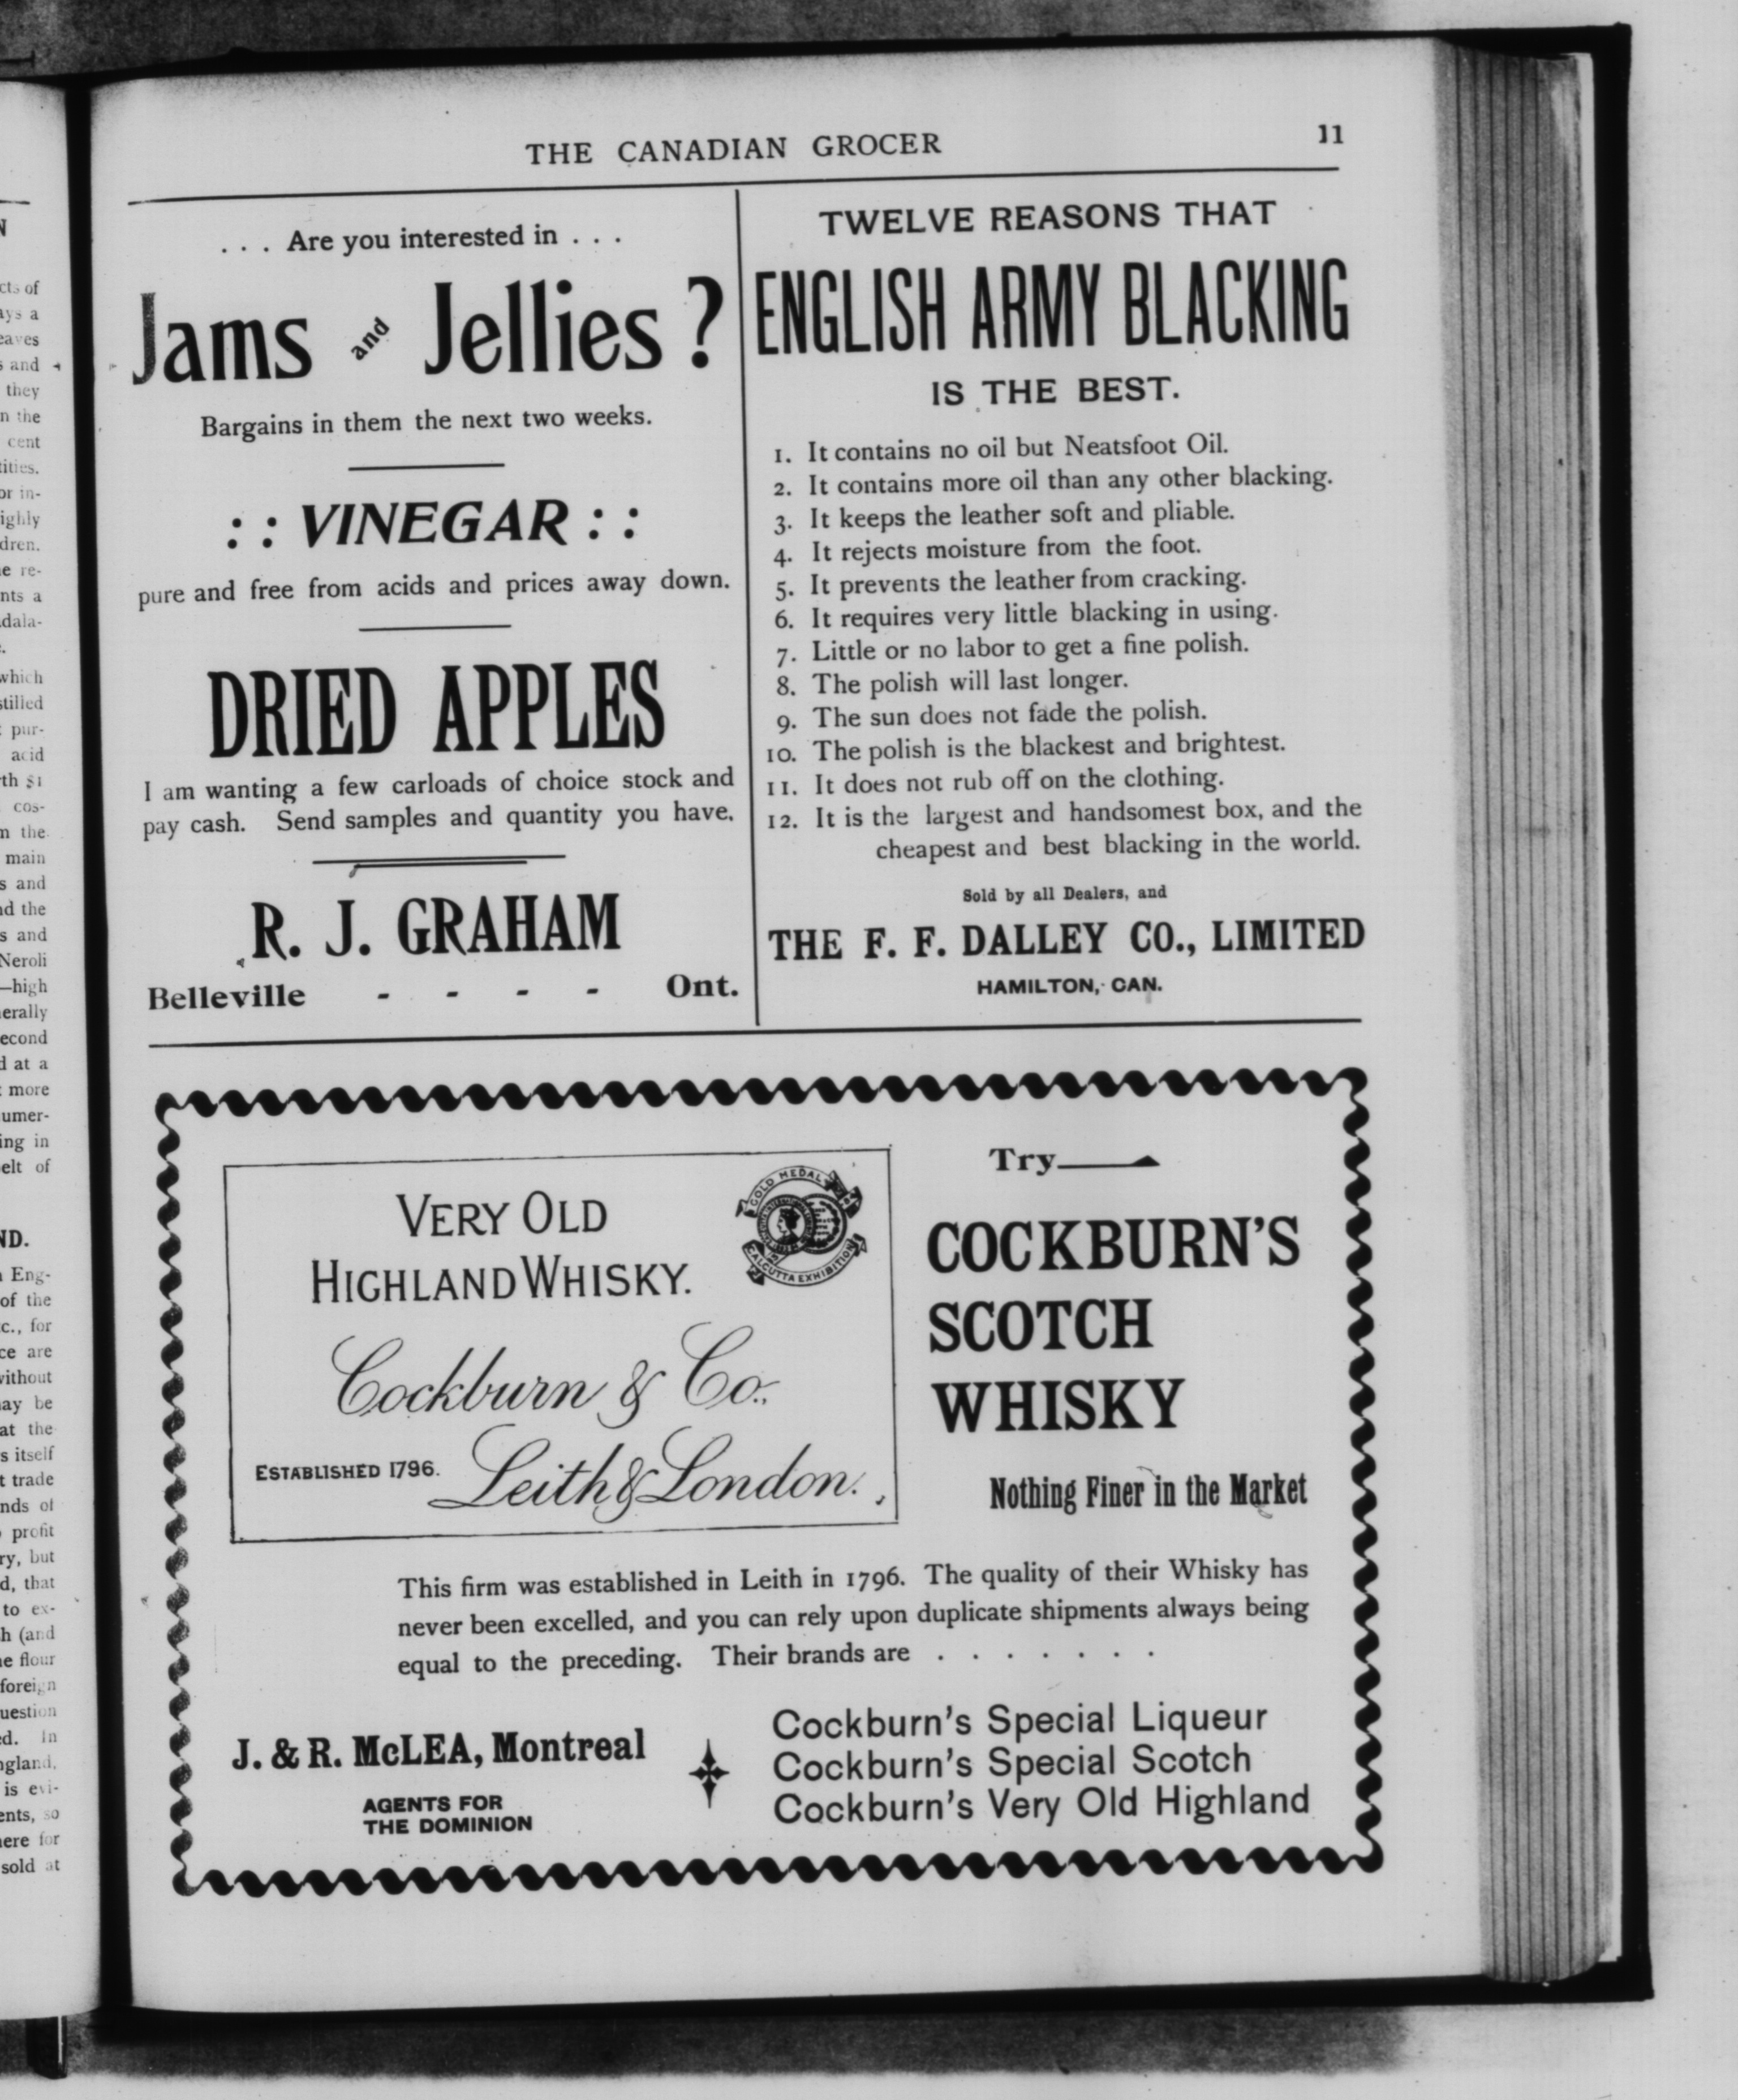 THE CANADIAN GROCER 11
. . . Are you interested in . . .
Jams and Jellies ?
Bargains in them the next two weeks.
: : VINEGAR : :
pure and free from acids and prices away down.
DRIED APPLES
I am wanting a few carloads of choice stock and
pay cash. Send samples and quantity you have.
R. J. GRAHAM
Belleville - - - - Ont.
TWELVE REASONS THAT
ENGLISH ARMY BLACKING
IS THE BEST.
1. It contains no oil but Neatsfoot Oil.
2. It contains more oil than any other blacking.
3. It keeps the leather soft and pliable.
4. It rejects moisture from the foot.
5. It prevents the leather from cracking.
6. It requires very little blacking in using.
7. Little or no labor to get a fine polish.
8. The polish will last longer.
9. The sun does not fade the polish.
10. The polish is the blackest and brightest.
11. It does not rub off on the clothing.
12. It is the largest and handsomest box, and the
cheapest and best blacking in the world.
Sold by all Dealers, and
THE F. F. DALLEY CO., LIMITED
HAMILTON, CAN.
VERY OLD
HIGHLAND WHISKY.
GOLD MEDAL
CALCUTTA EXHIBITION
Cockburn & Co.,
ESTABLISHED 1796. Leith & London.
Try
COCKBURN'S
SCOTCH
WHISKY
Nothing Finer in the Market
This firm was established in Leith in 1796. The quality of their Whisky has
never been excelled, and you can rely upon duplicate shipments always being
equal to the preceding. Their brands are . . . . . . .
J. & R. McLEA, Montreal
AGENTS FOR
THE DOMINION
Cockburn's Special Liqueur
Cockburn's Special Scotch
Cockburn's Very Old Highland